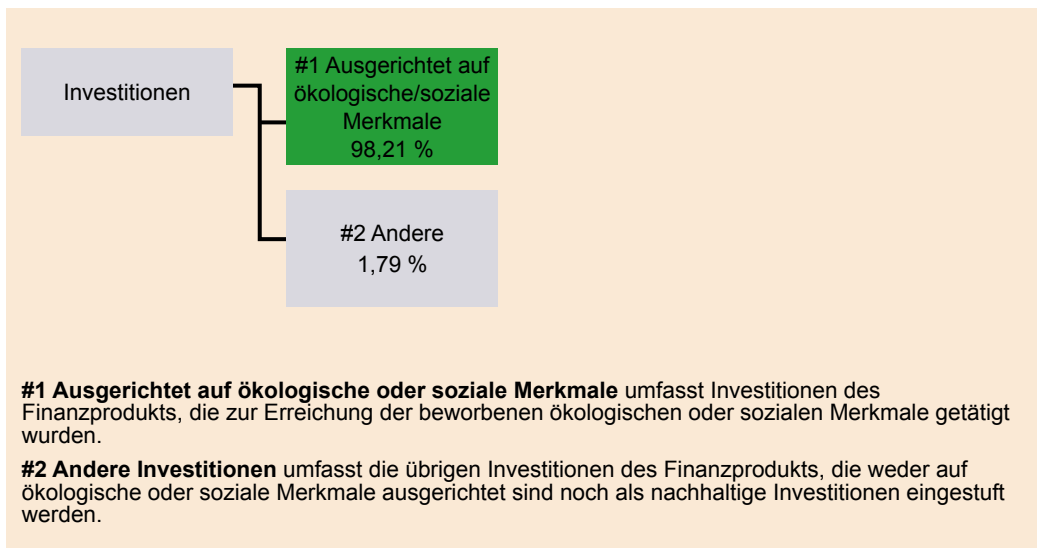 Investitionen
#1 Ausgerichtet auf
ökologische/soziale
Merkmale
98,21 %
#2 Andere
1,79 %
#1 Ausgerichtet auf ökologische oder soziale Merkmale umfasst Investitionen des
Finanzprodukts, die zur Erreichung der beworbenen ökologischen oder sozialen Merkmale getätigt
wurden.
#2 Andere Investitionen umfasst die übrigen Investitionen des Finanzprodukts, die weder auf
ökologische oder soziale Merkmale ausgerichtet sind noch als nachhaltige Investitionen eingestuft
werden.